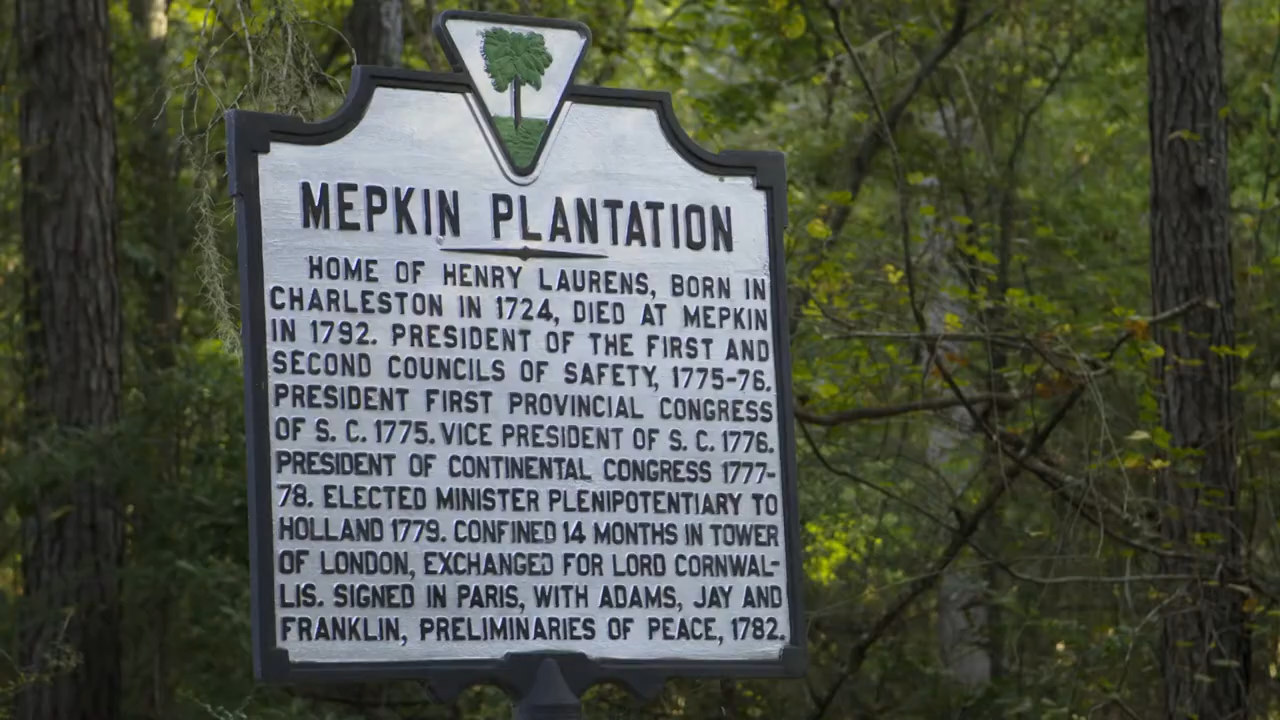 MEPKIN PLANTATION
HOME OF HENRY LAURENS, BORN IN
CHARLESTON IN 1724, DIED AT MEPKIN
IN 1792. PRESIDENT OF THE FIRST AND
SECOND COUNCILS OF SAFETY, 1775-76.
PRESIDENT FIRST PROVINCIAL CONGRESS
OF S. C. 1775. VICE PRESIDENT OF S. C. 1776.
PRESIDENT OF CONTINENTAL CONGRESS 1777-
78. ELECTED MINISTER PLENIPOTENTIARY TO
HOLLAND 1779. CONFINED 14 MONTHS IN TOWER
OF LONDON, EXCHANGED FOR LORD CORNWAL-
LIS. SIGNED IN PARIS, WITH ADAMS, JAY AND
FRANKLIN, PRELIMINARIES OF PEACE, 1782.